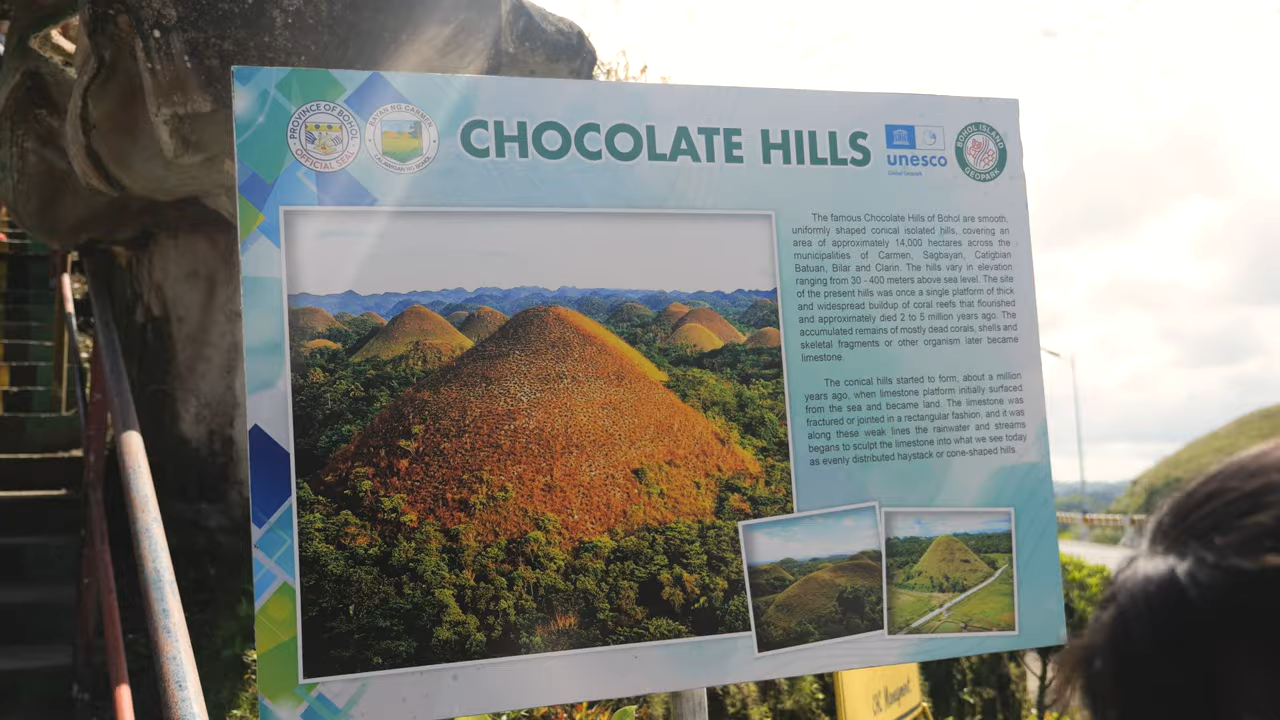 PROVINCE OF BOHOL
OFFICIAL SEAL
BAYAN NG CARMEN
LALAWIGAN NG BOHOL
CHOCOLATE HILLS
unesco
Global Geopark
BOHOL ISLAND
GEOPARK
The famous Chocolate Hills of Bohol are smooth,
uniformly shaped conical isolated hills, covering an
area of approximately 14,000 hectares across the
municipalities of Carmen, Sagbayan, Catigbian
Batuan, Bilar and Clarin. The hills vary in elevation
ranging from 30 - 400 meters above sea level. The site
of the present hills was once a single platform of thick
and widespread buildup of coral reefs that flourished
and approximately died 2 to 5 million years ago. The
accumulated remains of mostly dead corals, shells and
skeletal fragments or other organism later became
limestone.
The conical hills started to form, about a million
years ago, when limestone platform initially surfaced
from the sea and became land. The limestone was
fractured or jointed in a rectangular fashion, and it was
along these weak lines the rainwater and streams
began to sculpt the limestone into what we see today
as evenly distributed haystack or cone-shaped hills.
Management